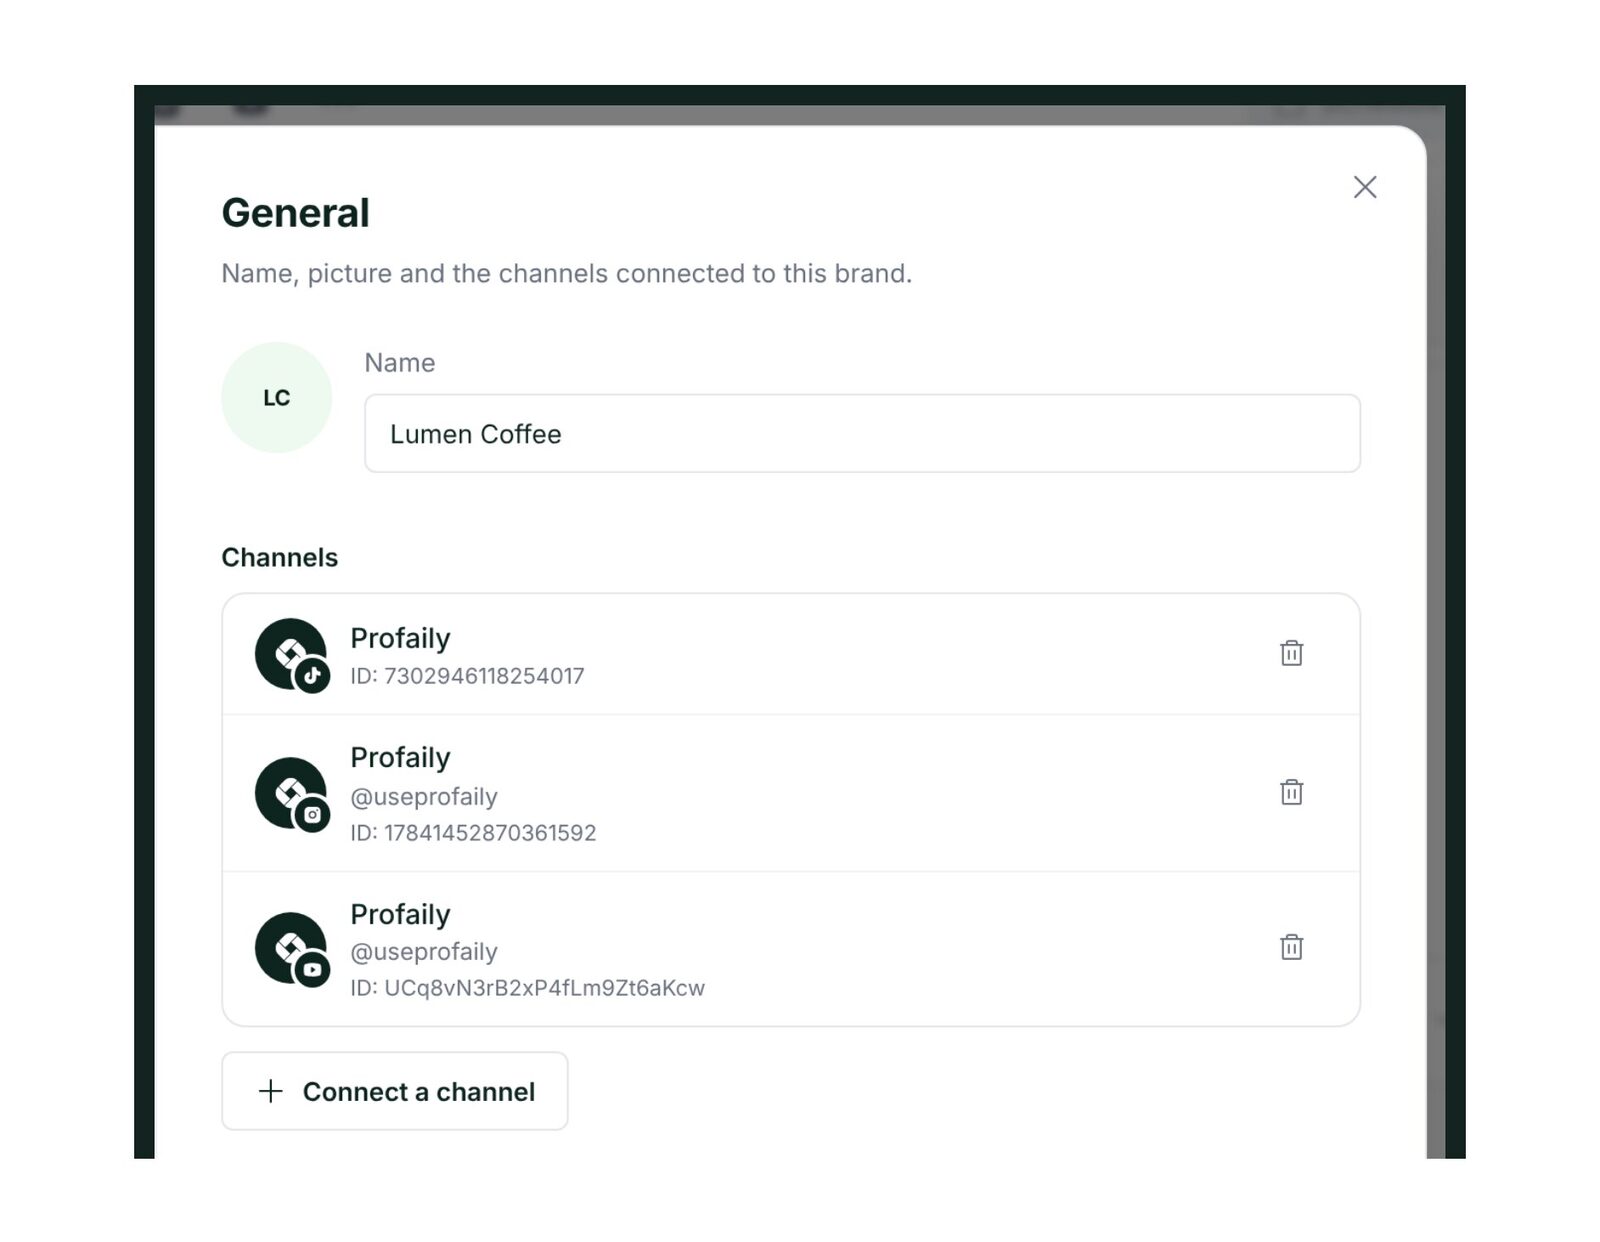 General
Name, picture and the channels connected to this brand.
LC
Name
Lumen Coffee
Channels
Profaily
ID: 7302946118254017
Profaily
@useprofaily
ID: 17841452870361592
Profaily
@useprofaily
ID: UCq8vN3rB2xP4fLm9Zt6aKcw
Connect a channel